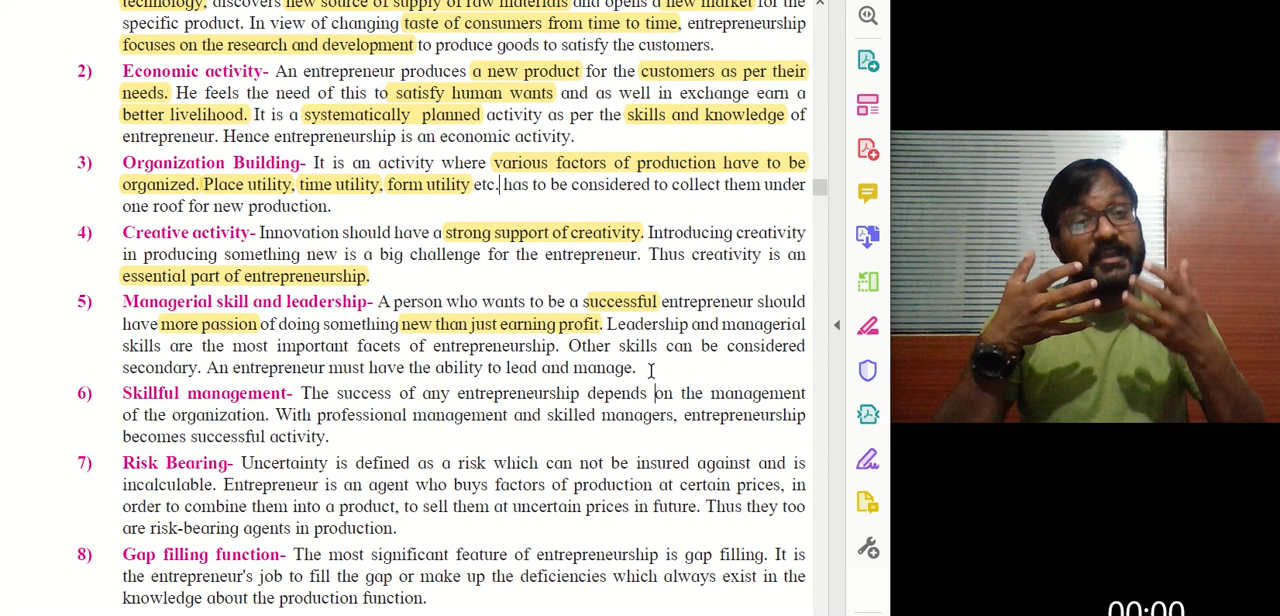 technology, discovers new source of supply of raw materials and opens a new market for the
specific product. In view of changing taste of consumers from time to time, entrepreneurship
focuses on the research and development to produce goods to satisfy the customers.
2) Economic activity- An entrepreneur produces a new product for the customers as per their
needs. He feels the need of this to satisfy human wants and as well in exchange earn a
better livelihood. It is a systematically planned activity as per the skills and knowledge of
entrepreneur. Hence entrepreneurship is an economic activity.
3) Organization Building- It is an activity where various factors of production have to be
organized. Place utility, time utility, form utility etc. has to be considered to collect them under
one roof for new production.
4) Creative activity- Innovation should have a strong support of creativity. Introducing creativity
in producing something new is a big challenge for the entrepreneur. Thus creativity is an
essential part of entrepreneurship.
5) Managerial skill and leadership- A person who wants to be a successful entrepreneur should
have more passion of doing something new than just earning profit. Leadership and managerial
skills are the most important facets of entrepreneurship. Other skills can be considered
secondary. An entrepreneur must have the ability to lead and manage.
6) Skillful management- The success of any entrepreneurship depends on the management
of the organization. With professional management and skilled managers, entrepreneurship
becomes successful activity.
7) Risk Bearing- Uncertainty is defined as a risk which can not be insured against and is
incalculable. Entrepreneur is an agent who buys factors of production at certain prices, in
order to combine them into a product, to sell them at uncertain prices in future. Thus they too
are risk-bearing agents in production.
8) Gap filling function- The most significant feature of entrepreneurship is gap filling. It is
the entrepreneur's job to fill the gap or make up the deficiencies which always exist in the
knowledge about the production function.
00:00